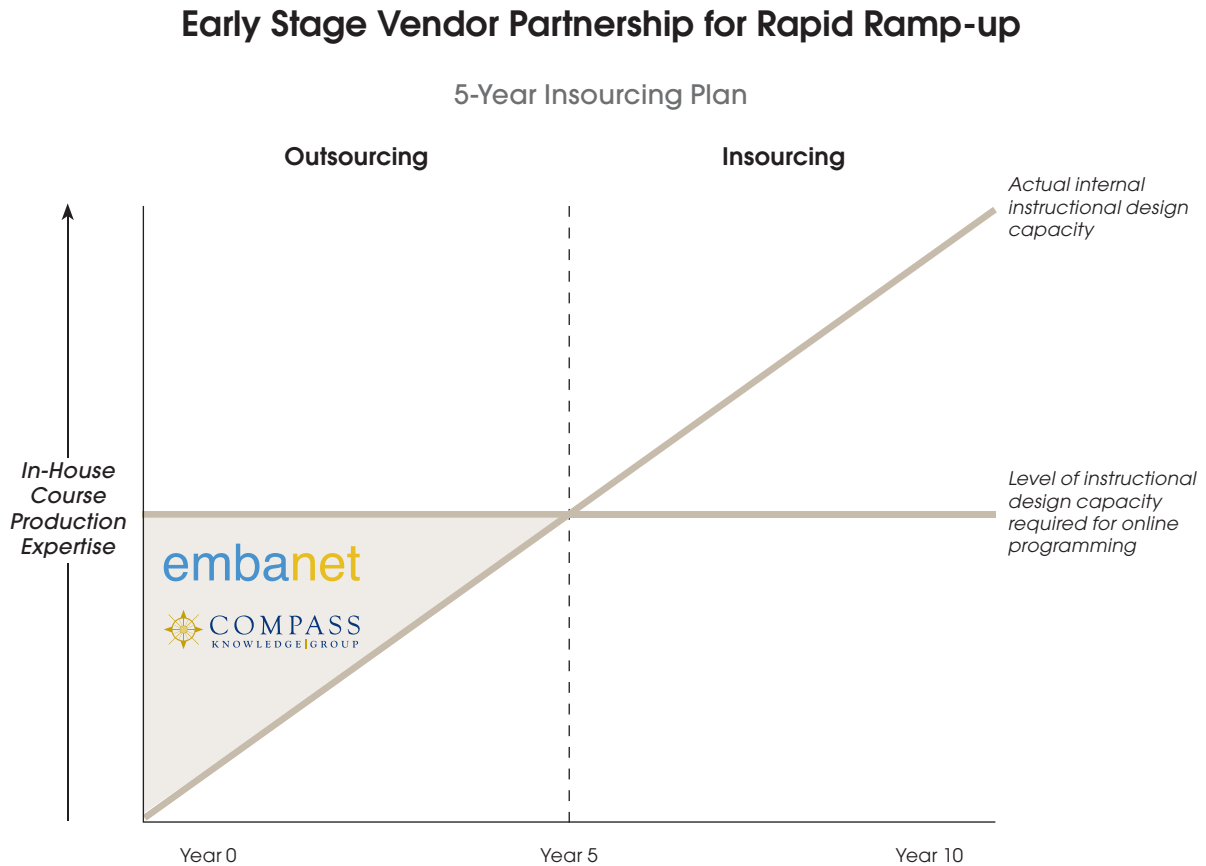 Early Stage Vendor Partnership for Rapid Ramp-up
5-Year Insourcing Plan
Outsourcing
Insourcing
Actual internal
instructional design
capacity
In-House
Course
Production
Expertise
Level of instructional
design capacity
required for online
programming
embanet
COMPASS
KNOWLEDGE|GROUP
Year 0
Year 5
Year 10